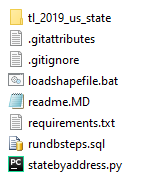 tl_2019_us_state
.gitattributes
.gitignore
loadshapefile.bat
readme.MD
requirements.txt
rundbsteps.sql
statebyaddress.py